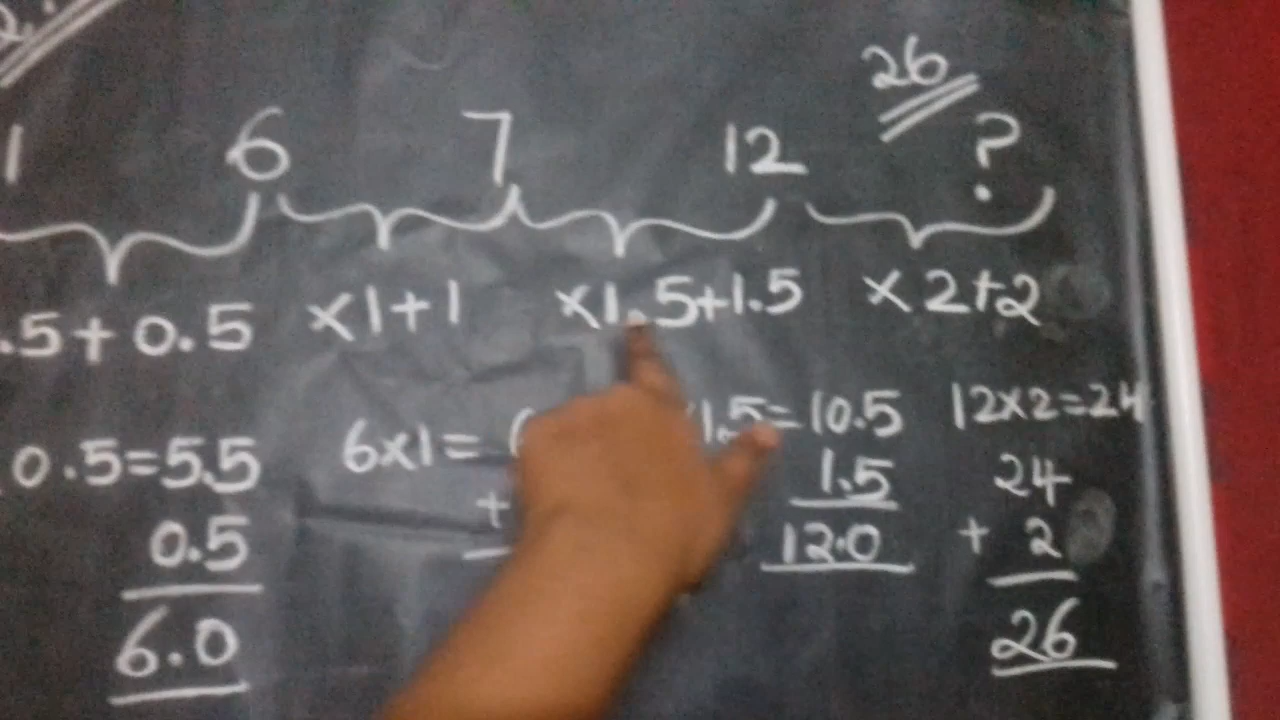 2.
26
1 6 7 12 ?
.5+0.5 ×1+1 ×1.5+1.5 ×2+2
0.5=5.5 6×1= 1.5=10.5 12×2=24
0.5 + 1.5 24
6.0 12.0 + 2
26